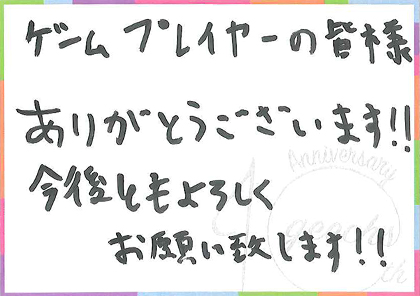 ゲームプレイヤーの皆様
ありがとうございます!!
今後ともよろしく
お願い致します!!
Anniversary
th